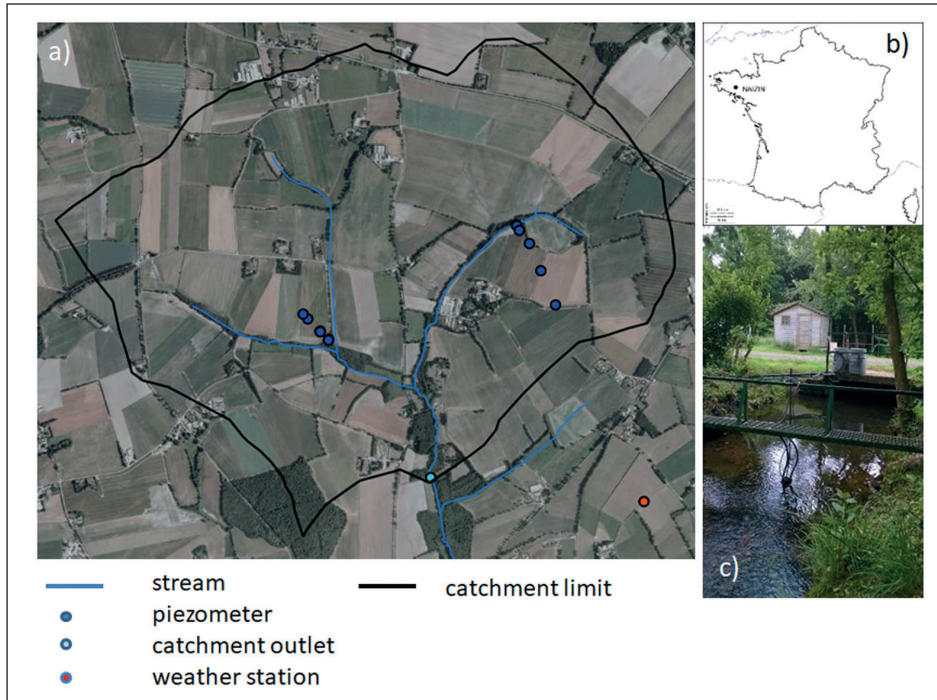 a)
b)
NAIZIN
c)
stream
catchment limit
piezometer
catchment outlet
weather station